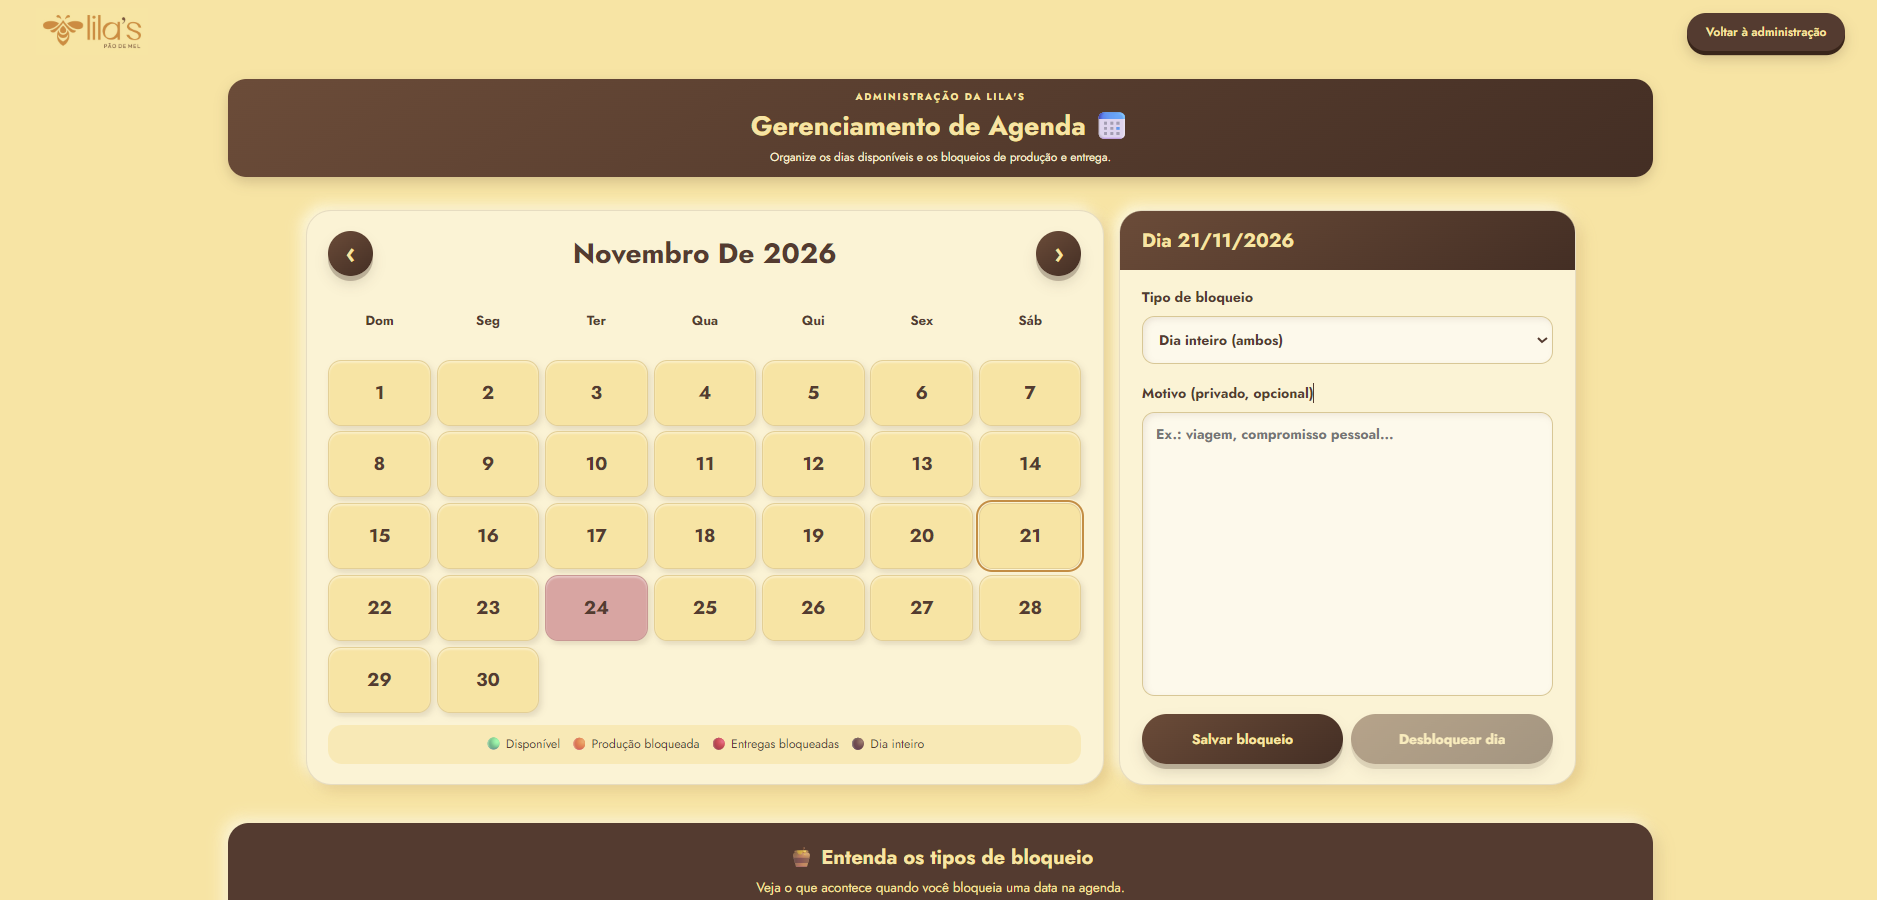 lila's
PÃO DE MEL
Voltar à administração
ADMINISTRAÇÃO DA LILA'S
Gerenciamento de Agenda
Organize os dias disponíveis e os bloqueios de produção e entrega.
‹ Novembro De 2026 ›
Dom Seg Ter Qua Qui Sex Sáb
1 2 3 4 5 6 7
8 9 10 11 12 13 14
15 16 17 18 19 20 21
22 23 24 25 26 27 28
29 30
Disponível Produção bloqueada Entregas bloqueadas Dia inteiro
Dia 21/11/2026
Tipo de bloqueio
Dia inteiro (ambos)
Motivo (privado, opcional)
Ex.: viagem, compromisso pessoal...
Salvar bloqueio Desbloquear dia
Entenda os tipos de bloqueio
Veja o que acontece quando você bloqueia uma data na agenda.